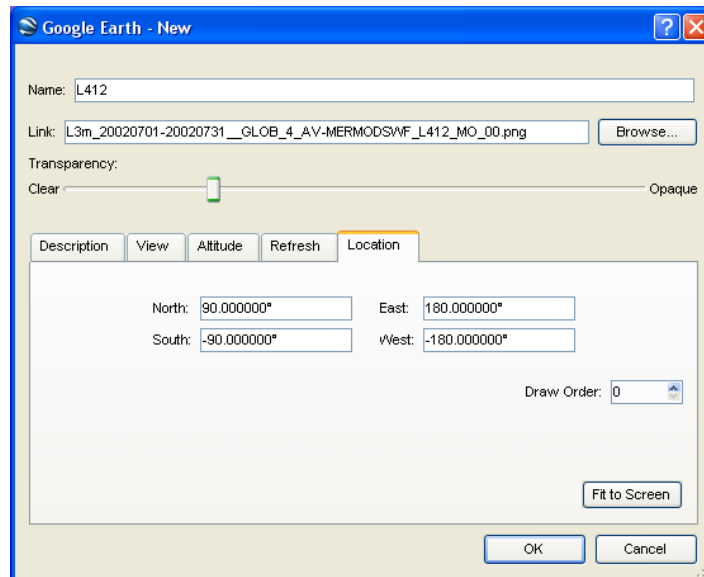 Google Earth - New
Name: L412
Link: L3m_20020701-20020731__GLOB_4_AV-MERMODSWF_L412_MO_00.png Browse...
Transparency:
Clear Opaque
Description View Altitude Refresh Location
North: 90.000000° East: 180.000000°
South: -90.000000° West: -180.000000°
Draw Order: 0
Fit to Screen
OK Cancel